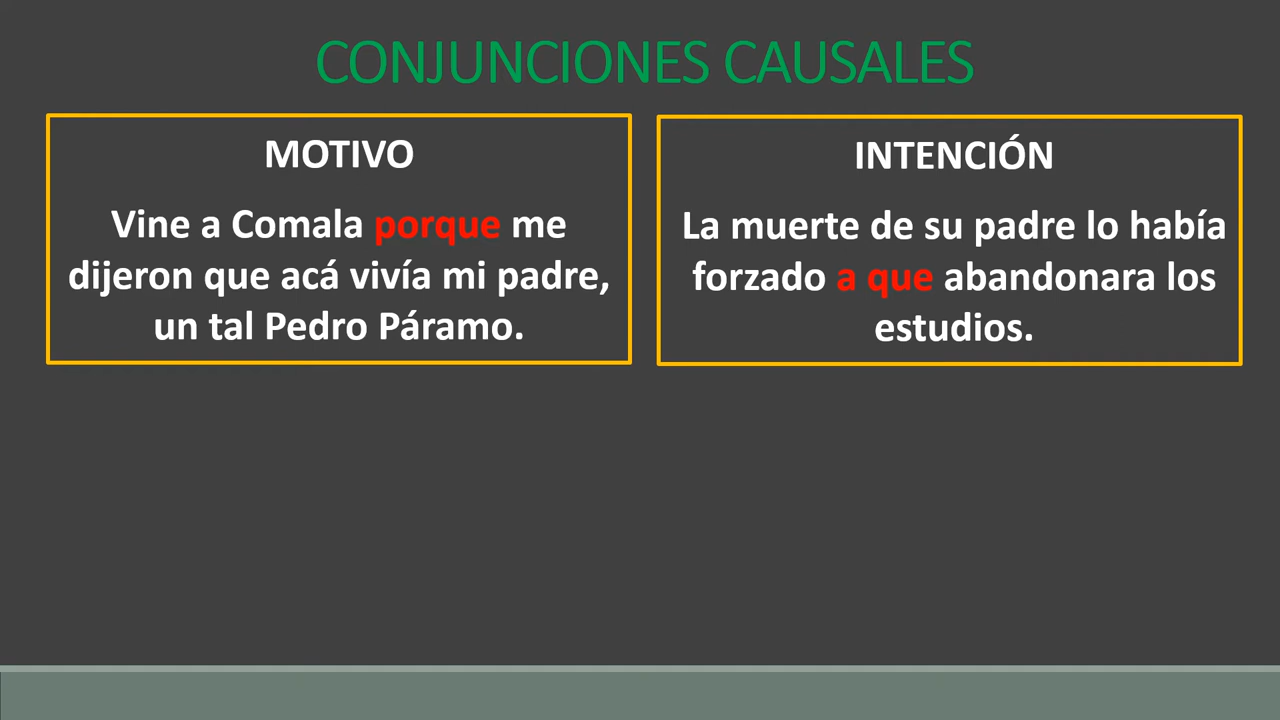 CONJUNCIONES CAUSALES
MOTIVO
Vine a Comala porque me
dijeron que acá vivía mi padre,
un tal Pedro Páramo.
INTENCIÓN
La muerte de su padre lo había
forzado a que abandonara los
estudios.